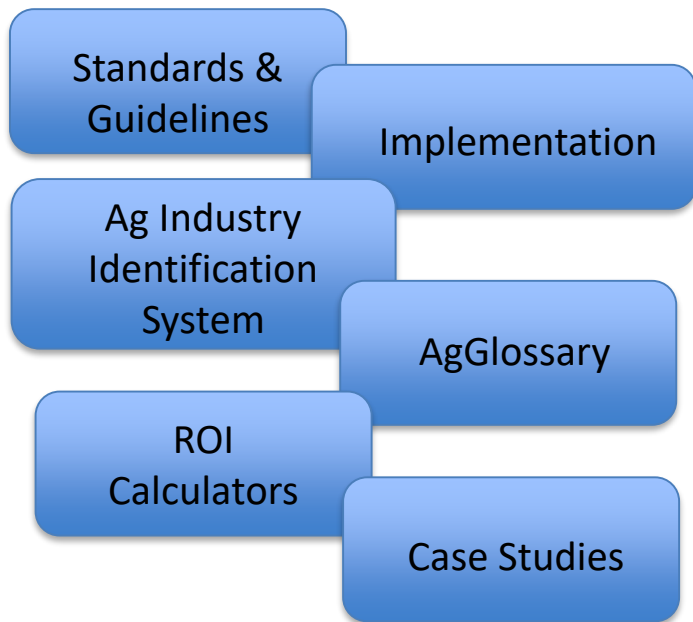 Standards &
Guidelines
Implementation
Ag Industry
Identification
System
AgGlossary
ROI
Calculators
Case Studies